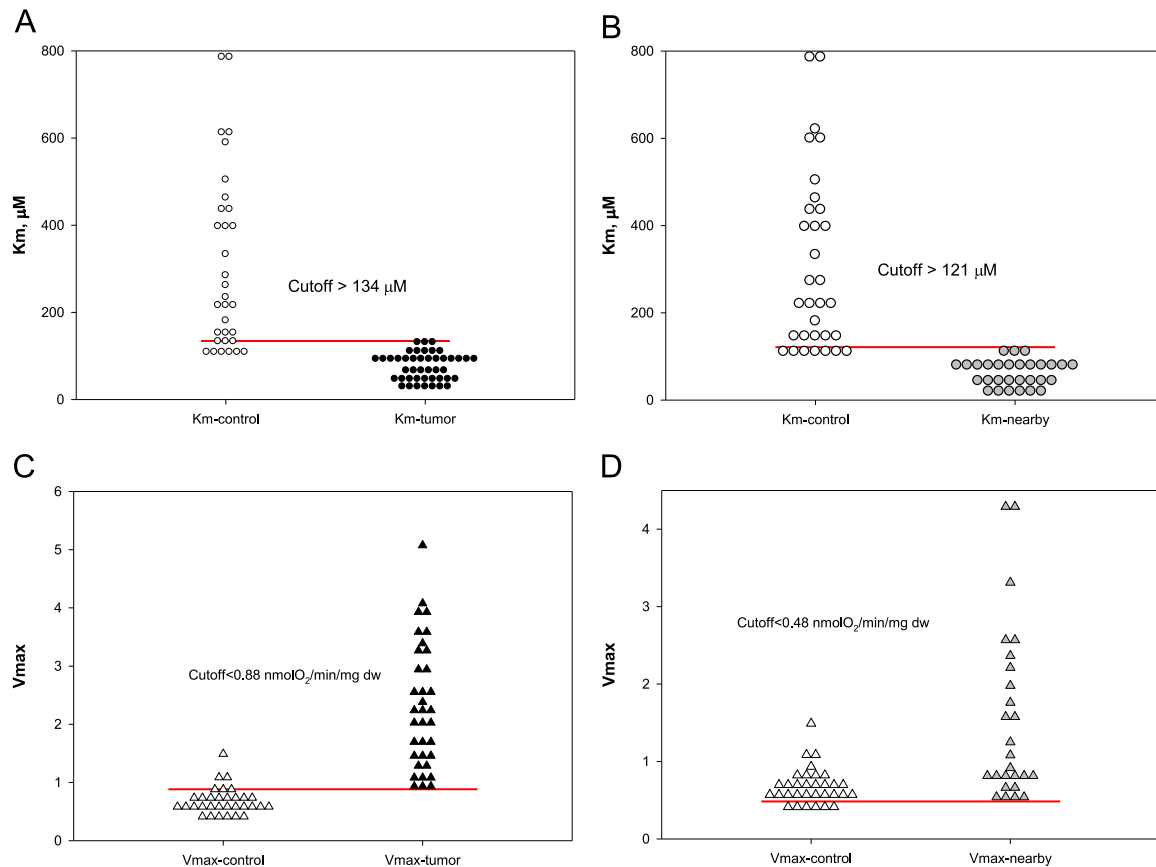 A
Km, μM
800
600
400
200
0
Cutoff > 134 μM
Km-control Km-tumor
B
Km, μM
800
600
400
200
0
Cutoff > 121 μM
Km-control Km-nearby
C
Vmax
6
5
4
3
2
1
0
Cutoff<0.88 nmolO₂/min/mg dw
Vmax-control Vmax-tumor
D
Vmax
4
3
2
1
0
Cutoff<0.48 nmolO₂/min/mg dw
Vmax-control Vmax-nearby